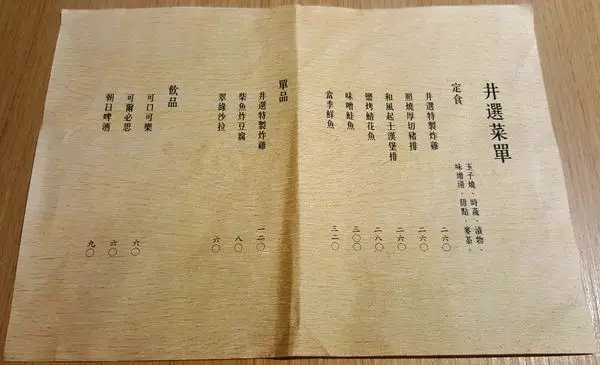 井選菜單
定食
玉子燒、時蔬、漬物、
味增湯、甜點、麥茶。
井選特製炸雞 二六〇
照燒厚切豬排 二六〇
和風起士漢堡排 二六〇
鹽烤鯖花魚 二八〇
味噌鮭魚 三〇〇
當季鮮魚 三二〇
單品
井選特製炸雞 一二〇
柴魚炸豆腐 八〇
翠綠沙拉 六〇
飲品
可口可樂 六〇
可爾必思 六〇
朝日啤酒 九〇